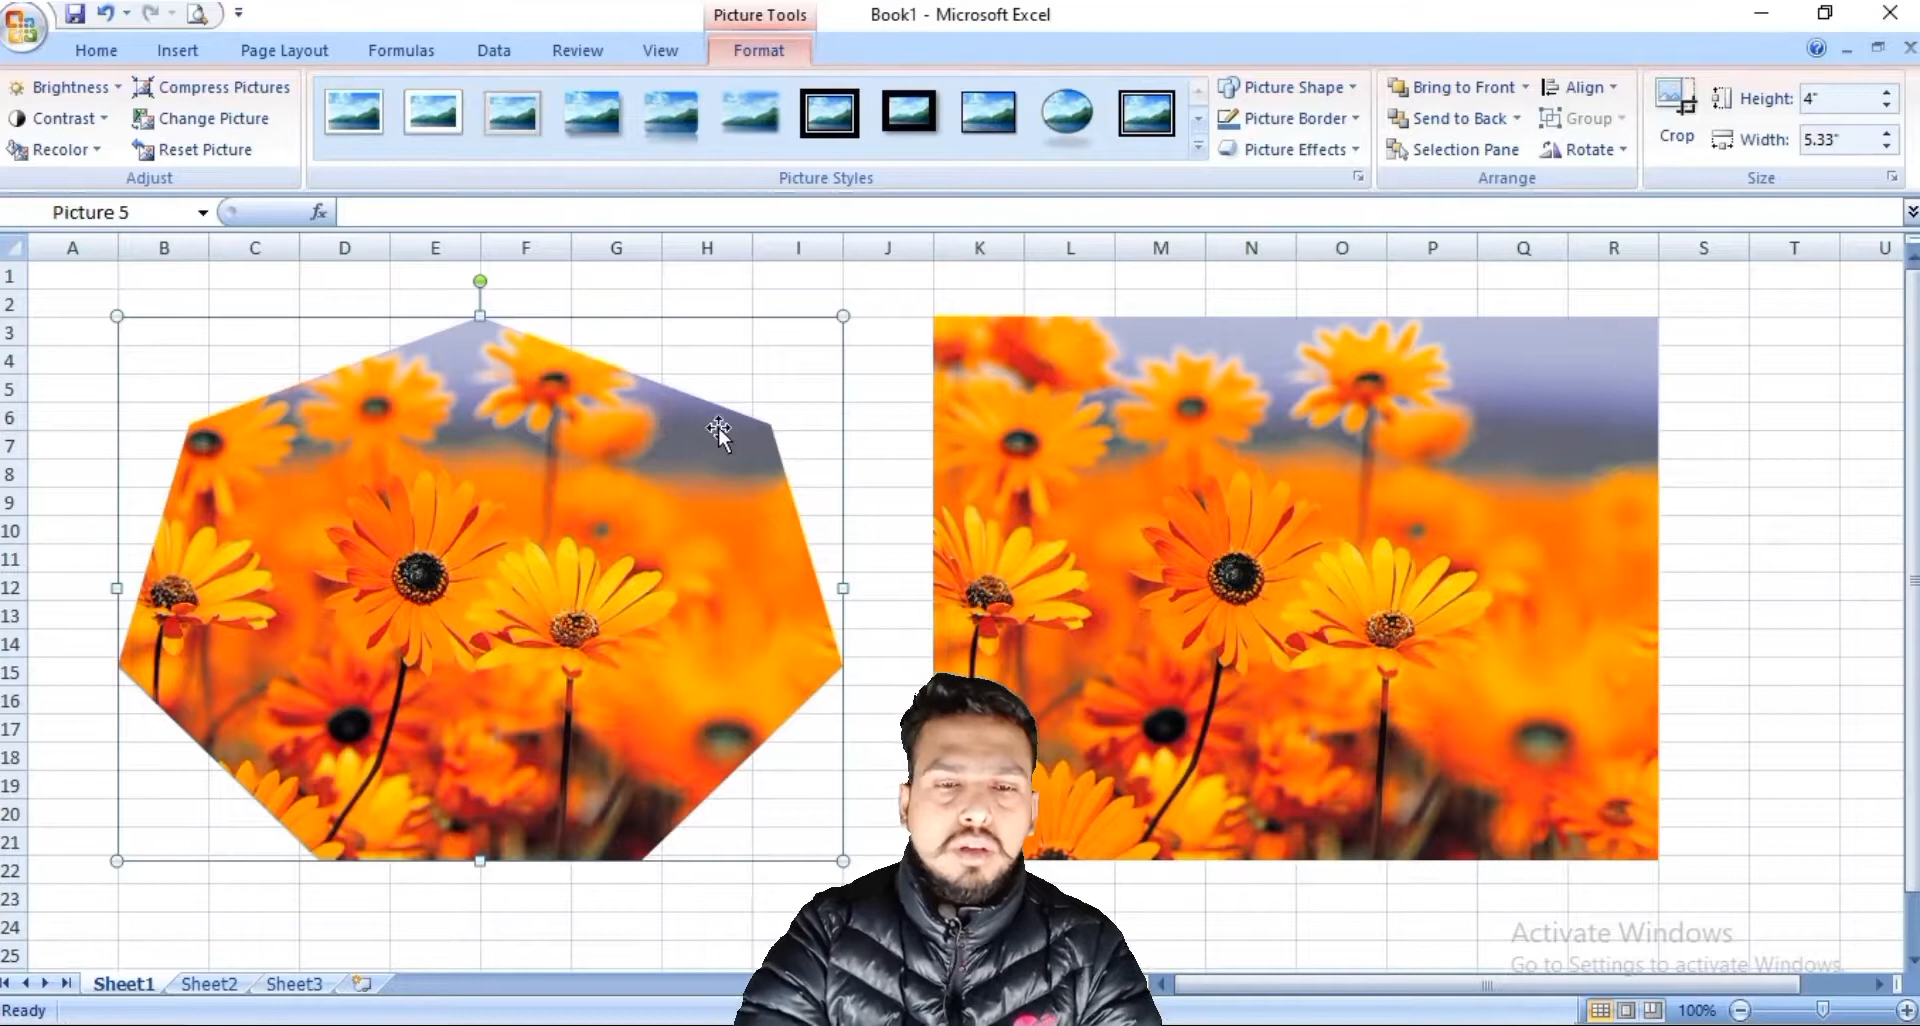 Picture Tools
Book1 - Microsoft Excel
Home Insert Page Layout Formulas Data Review View Format
Brightness Compress Pictures Picture Shape Bring to Front Align Height: 4"
Contrast Change Picture Picture Border Send to Back Group Crop Width: 5.33"
Recolor Reset Picture Picture Effects Selection Pane Rotate
Adjust Picture Styles Arrange Size
Picture 5 fx
A B C D E F G H I J K L M N O P Q R S T U
1
2
3
4
5
6
7
8
9
10
11
12
13
14
15
16
17
18
19
20
21
22
23
24
25
Activate Windows
Go to Settings to activate Windows.
Sheet1 Sheet2 Sheet3
Ready 100%